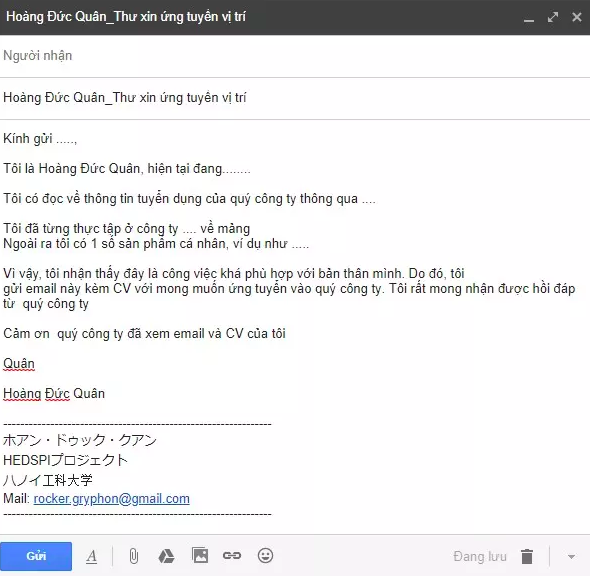 Hoàng Đức Quân_Thư xin ứng tuyển vị trí
Người nhận
Hoàng Đức Quân_Thư xin ứng tuyển vị trí
Kính gửi .....,
Tôi là Hoàng Đức Quân, hiện tại đang........
Tôi có đọc về thông tin tuyển dụng của quý công ty thông qua ....
Tôi đã từng thực tập ở công ty .... về mảng
Ngoài ra tôi có 1 số sản phẩm cá nhân, ví dụ như .....
Vì vậy, tôi nhận thấy đây là công việc khá phù hợp với bản thân mình. Do đó, tôi
gửi email này kèm CV với mong muốn ứng tuyển vào quý công ty. Tôi rất mong nhận được hồi đáp
từ  quý công ty
Cảm ơn  quý công ty đã xem email và CV của tôi
Quân
Hoàng Đức Quân
--------------------------------------------------------------
ホアン・ドゥック・クアン
HEDSPIプロジェクト
ハノイ工科大学
Mail: rocker.gryphon@gmail.com
--------------------------------------------------------------
Gửi A Đang lưu